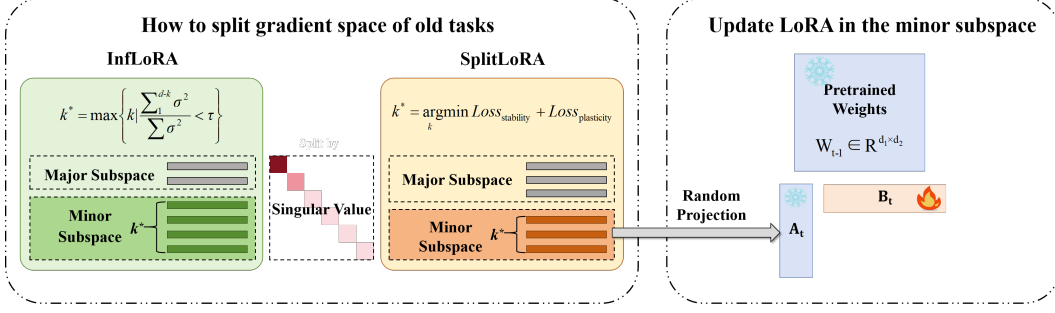 How to split gradient space of old tasks
InfLoRA
k* = max{k| ∑₁ᵈ⁻ᵏ σ² / ∑ σ² < τ}
Major Subspace
Minor
Subspace
k*
Split by
Singular Value
SplitLoRA
k* = argmin Loss_stability + Loss_plasticity
k
Major Subspace
Minor
Subspace
k*
Random
Projection
Update LoRA in the minor subspace
Pretrained
Weights
W_t-1 ∈ R^d₁×d₂
A_t
B_t